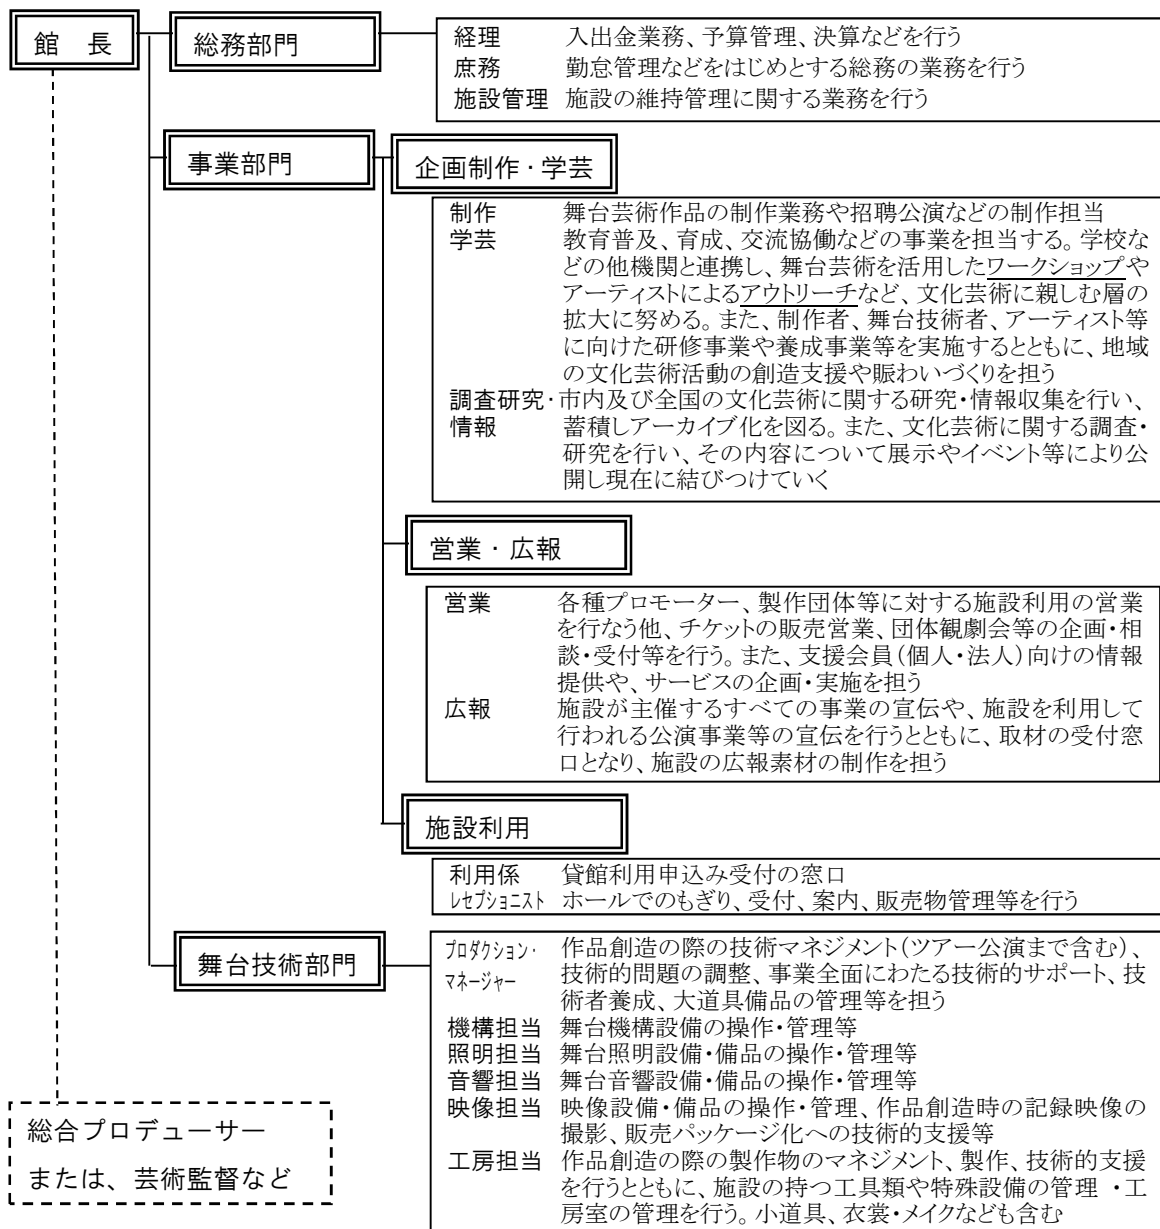 館　長
総務部門
経理　入出金業務、予算管理、決算などを行う
庶務　勤怠管理などをはじめとする総務の業務を行う
施設管理　施設の維持管理に関する業務を行う
事業部門
企画制作・学芸
制作　舞台芸術作品の制作業務や招聘公演などの制作担当
学芸　教育普及、育成、交流協働などの事業を担当する。学校な
どの他機関と連携し、舞台芸術を活用したワークショップや
アーティストによるアウトリーチなど、文化芸術に親しむ層の
拡大に努める。また、制作者、舞台技術者、アーティスト等
に向けた研修事業や養成事業等を実施するとともに、地域
の文化芸術活動の創造支援や賑わいづくりを担う
調査研究・市内及び全国の文化芸術に関する研究・情報収集を行い、
情報　蓄積しアーカイブ化を図る。また、文化芸術に関する調査・
研究を行い、その内容について展示やイベント等により公
開し現在に結びつけていく
営業・広報
営業　各種プロモーター、製作団体等に対する施設利用の営業
を行なう他、チケットの販売営業、団体観劇会等の企画・相
談・受付等を行う。また、支援会員（個人・法人）向けの情報
提供や、サービスの企画・実施を担う
広報　施設が主催するすべての事業の宣伝や、施設を利用して
行われる公演事業等の宣伝を行うとともに、取材の受付窓
口となり、施設の広報素材の制作を担う
施設利用
利用係　貸館利用申込み受付の窓口
ﾚｾﾌﾟｼｮﾆｽﾄ　ホールでのもぎり、受付、案内、販売物管理等を行う
舞台技術部門
ﾌﾟﾛﾀﾞｸｼｮﾝ・　作品創造の際の技術マネジメント（ツアー公演まで含む）、
ﾏﾈｰｼﾞｬｰ　技術的問題の調整、事業全面にわたる技術的サポート、技
術者養成、大道具備品の管理等を担う
機構担当　舞台機構設備の操作・管理等
照明担当　舞台照明設備・備品の操作・管理等
音響担当　舞台音響設備・備品の操作・管理等
映像担当　映像設備・備品の操作・管理、作品創造時の記録映像の
撮影、販売パッケージ化への技術的支援等
工房担当　作品創造の際の製作物のマネジメント、製作、技術的支援
を行うとともに、施設の持つ工具類や特殊設備の管理 ・工
房室の管理を行う。小道具、衣裳・メイクなども含む
総合プロデューサー
または、芸術監督など